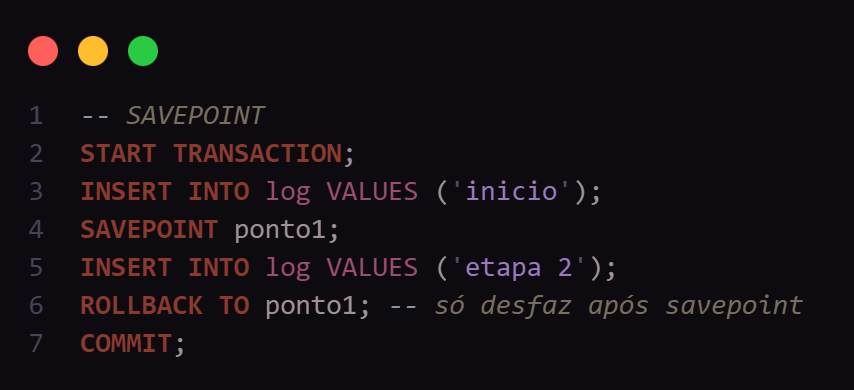 1 -- SAVEPOINT
2 START TRANSACTION;
3 INSERT INTO log VALUES ('inicio');
4 SAVEPOINT ponto1;
5 INSERT INTO log VALUES ('etapa 2');
6 ROLLBACK TO ponto1; -- só desfaz após savepoint
7 COMMIT;